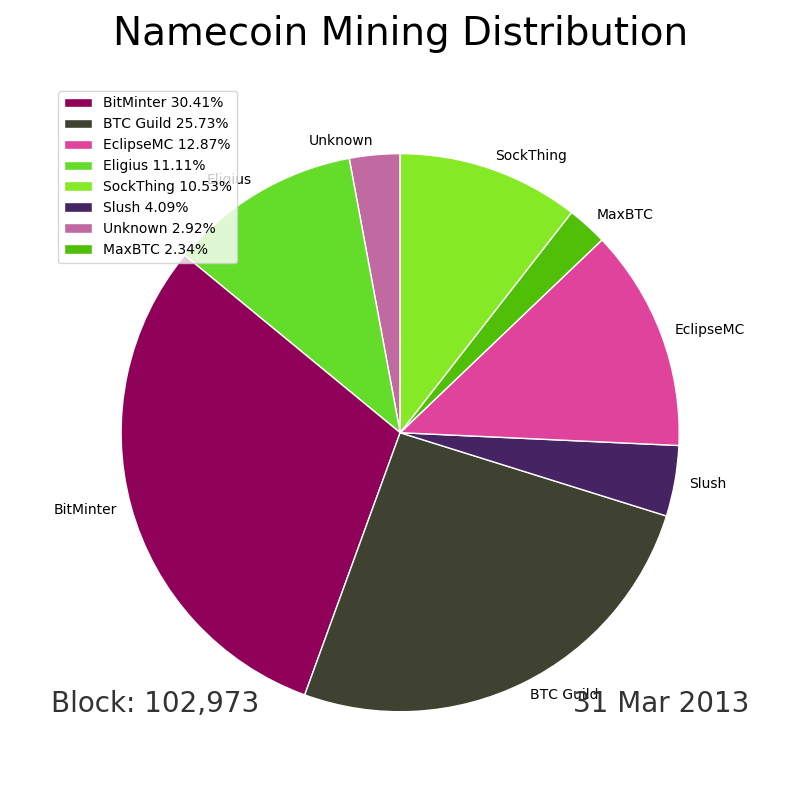 Namecoin Mining Distribution
BitMinter 30.41%
BTC Guild 25.73%
EclipseMC 12.87%
Eligius 11.11%
SockThing 10.53%
Slush 4.09%
Unknown 2.92%
MaxBTC 2.34%
Unknown
SockThing
Eligius
MaxBTC
EclipseMC
Slush
BitMinter
BTC Guild
Block: 102,973
31 Mar 2013